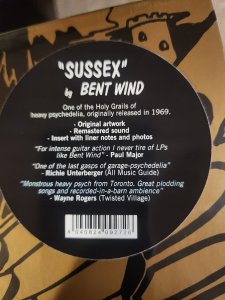 "SUSSEX"
by BENT WIND
One of the Holy Grails of
heavy psychedelia, originally released in 1969.
- Original artwork
- Remastered sound
- Insert with liner notes and photos
"For intense guitar action I never tire of LPs
like Bent Wind" - Paul Major
"One of the last gasps of garage-psychedelia"
- Richie Unterberger (All Music Guide)
"Monstrous heavy psych from Toronto. Great plodding
songs and recorded-in-a-barn ambience"
- Wayne Rogers (Twisted Village)
4040824092726